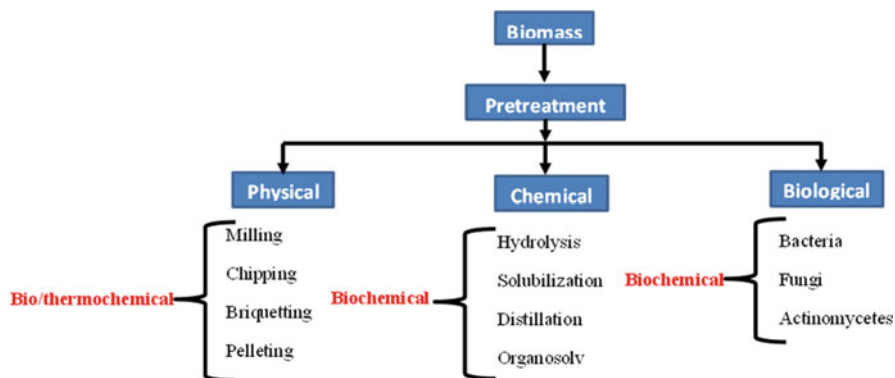 Biomass
Pretreatment
Physical
Chemical
Biological
Bio/thermochemical
Milling
Chipping
Briquetting
Pelleting
Biochemical
Hydrolysis
Solubilization
Distillation
Organosolv
Biochemical
Bacteria
Fungi
Actinomycetes